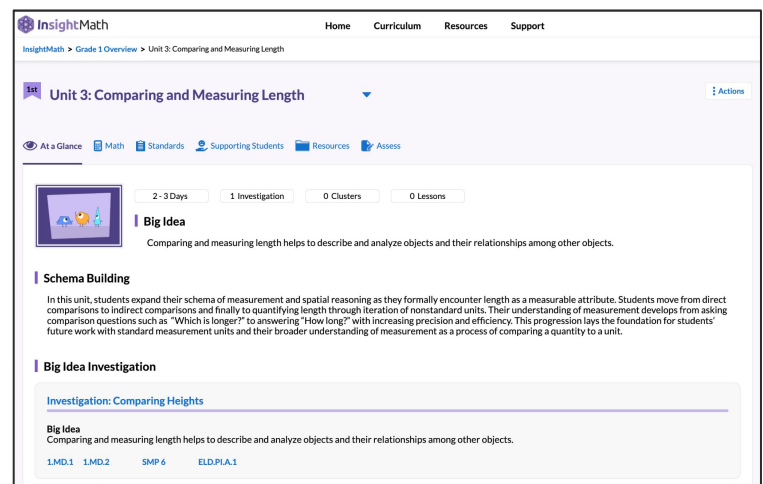 InsightMath
Home Curriculum Resources Support
InsightMath > Grade 1 Overview > Unit 3: Comparing and Measuring Length
1st Unit 3: Comparing and Measuring Length
Actions
At a Glance Math Standards Supporting Students Resources Assess
2 - 3 Days 1 Investigation 0 Clusters 0 Lessons
Big Idea
Comparing and measuring length helps to describe and analyze objects and their relationships among other objects.
Schema Building
In this unit, students expand their schema of measurement and spatial reasoning as they formally encounter length as a measurable attribute. Students move from direct
comparisons to indirect comparisons and finally to quantifying length through iteration of nonstandard units. Their understanding of measurement develops from asking
comparison questions such as “Which is longer?” to answering “How long?” with increasing precision and efficiency. This progression lays the foundation for students’
future work with standard measurement units and their broader understanding of measurement as a process of comparing a quantity to a unit.
Big Idea Investigation
Investigation: Comparing Heights
Big Idea
Comparing and measuring length helps to describe and analyze objects and their relationships among other objects.
1.MD.1 1.MD.2 SMP 6 ELD.PI.A.1